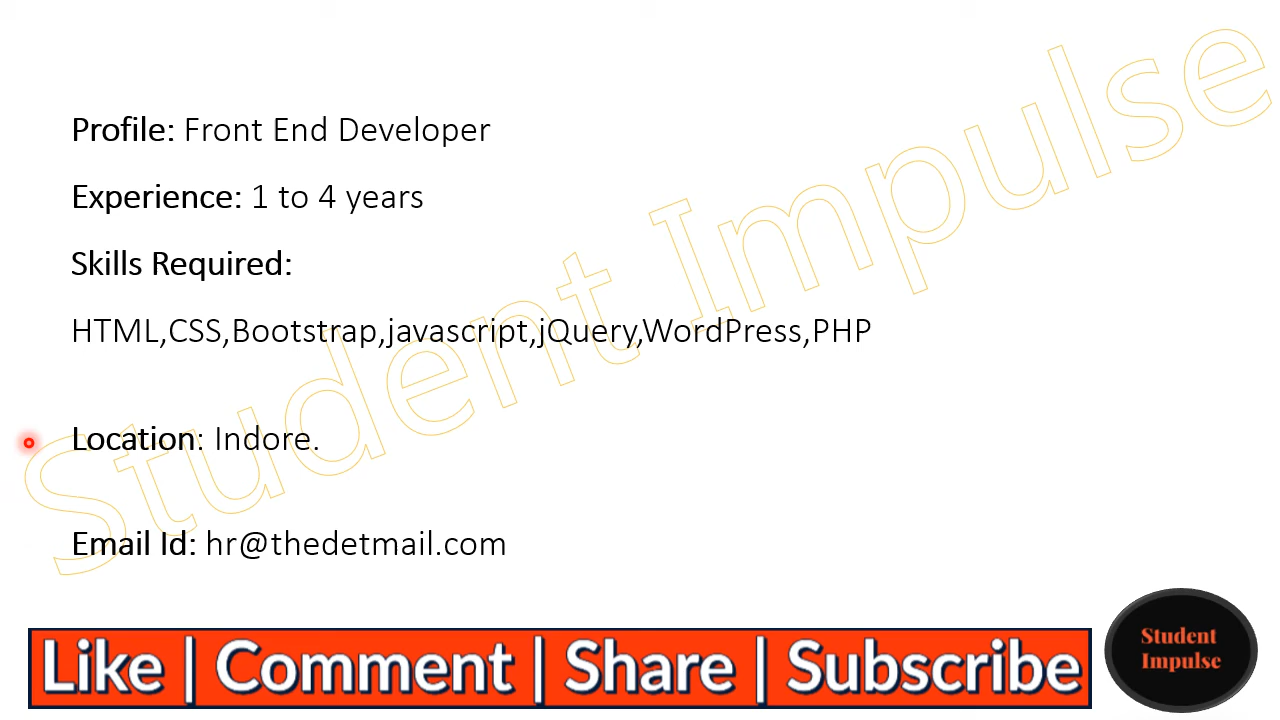 Profile: Front End Developer
Experience: 1 to 4 years
Skills Required:
HTML,CSS,Bootstrap,javascript,jQuery,WordPress,PHP
Location: Indore.
Email Id: hr@thedetmail.com
Student Impulse
Like | Comment | Share | Subscribe
Student
Impulse